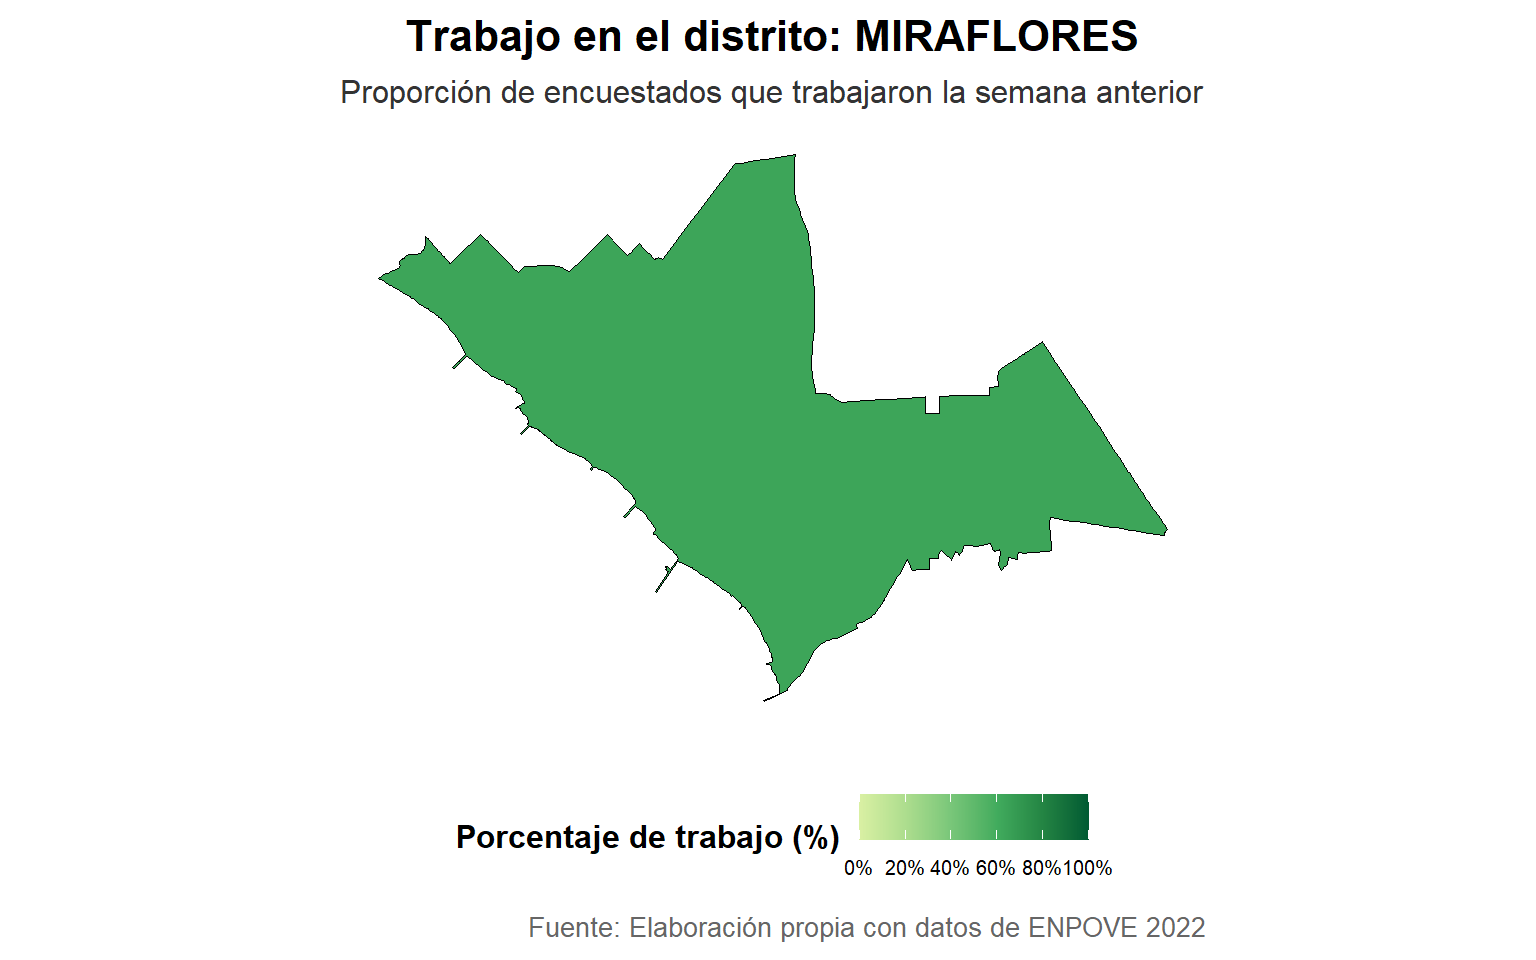 Trabajo en el distrito: MIRAFLORES
Proporción de encuestados que trabajaron la semana anterior
Porcentaje de trabajo (%)
0% 20% 40% 60% 80% 100%
Fuente: Elaboración propia con datos de ENPOVE 2022